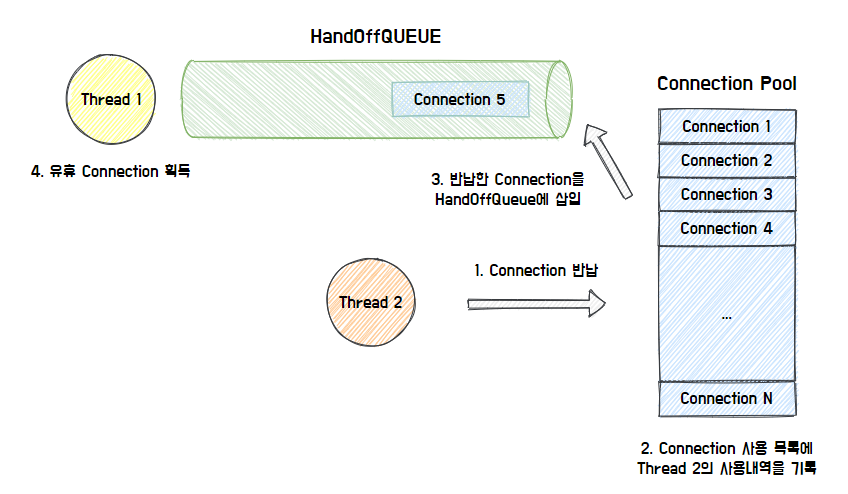 HandOffQUEUE
Thread 1
Connection 5
Connection Pool
Connection 1
Connection 2
Connection 3
Connection 4
...
Connection N
4. 유휴 Connection 획득
3. 반납한 Connection을
HandOffQueue에 삽입
Thread 2
1. Connection 반납
2. Connection 사용 목록에
Thread 2의 사용내역을 기록